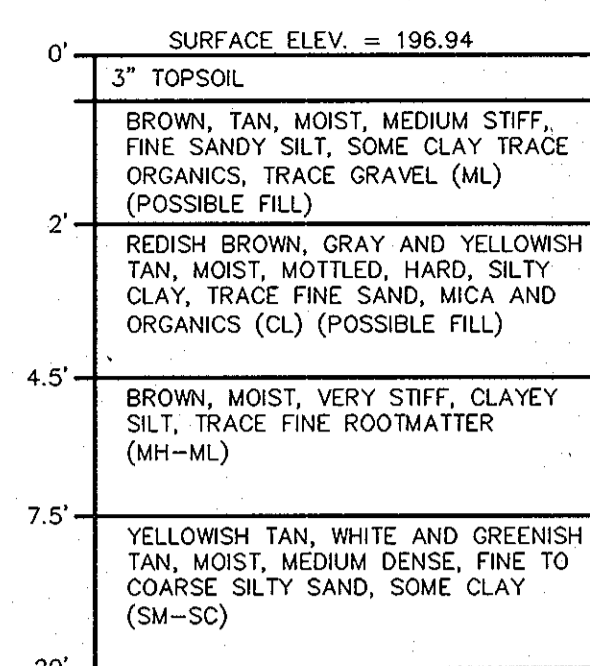 SURFACE ELEV. = 196.94
0'
3" TOPSOIL
BROWN, TAN, MOIST, MEDIUM STIFF,
FINE SANDY SILT, SOME CLAY TRACE
ORGANICS, TRACE GRAVEL (ML)
(POSSIBLE FILL)
2'
REDISH BROWN, GRAY AND YELLOWISH
TAN, MOIST, MOTTLED, HARD, SILTY
CLAY, TRACE FINE SAND, MICA AND
ORGANICS (CL) (POSSIBLE FILL)
4.5'
BROWN, MOIST, VERY STIFF, CLAYEY
SILT, TRACE FINE ROOTMATTER
(MH-ML)
7.5'
YELLOWISH TAN, WHITE AND GREENISH
TAN, MOIST, MEDIUM DENSE, FINE TO
COARSE SILTY SAND, SOME CLAY
(SM-SC)